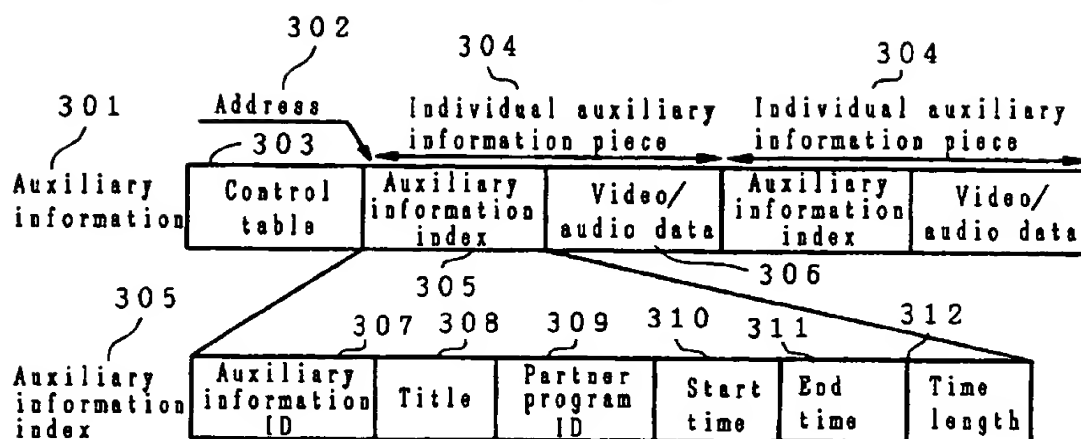 302
304
304
301
Address
Individual auxiliary
information piece
Individual auxiliary
information piece
303
Auxiliary
information
Control
table
Auxiliary
information
index
Video/
audio data
Auxiliary
information
index
Video/
audio data
305
306
305
307
308
309
310
311
312
Auxiliary
information
index
Auxiliary
information
ID
Title
Partner
program
ID
Start
time
End
time
Time
length